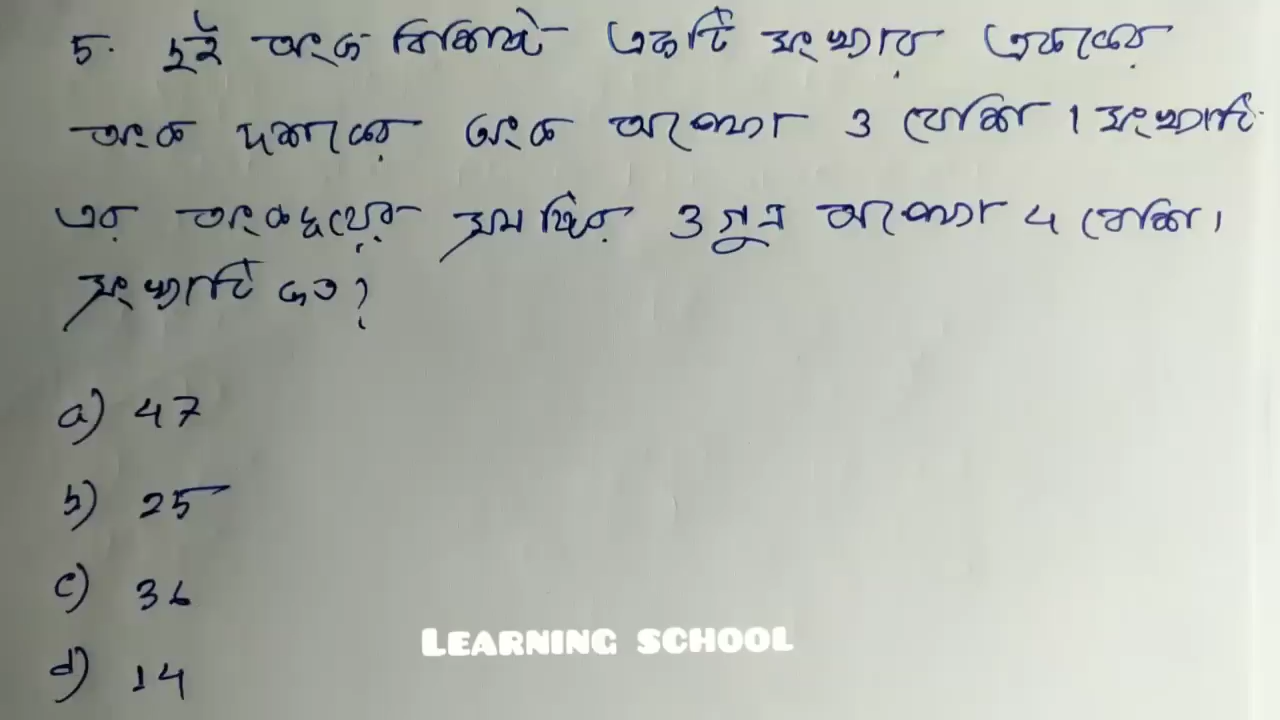 5. দুই অংক বিশিষ্ট একটি সংখ্যার এককের
অংক দশকের অংক অপেক্ষা 3 বেশি। সংখ্যাটি
এর অংকদ্বয়ের সমষ্টির 3 গুন অপেক্ষা 4 বেশি।
সংখ্যাটি কত?
a) 47
b) 25
c) 36
d) 14
LEARNING SCHOOL